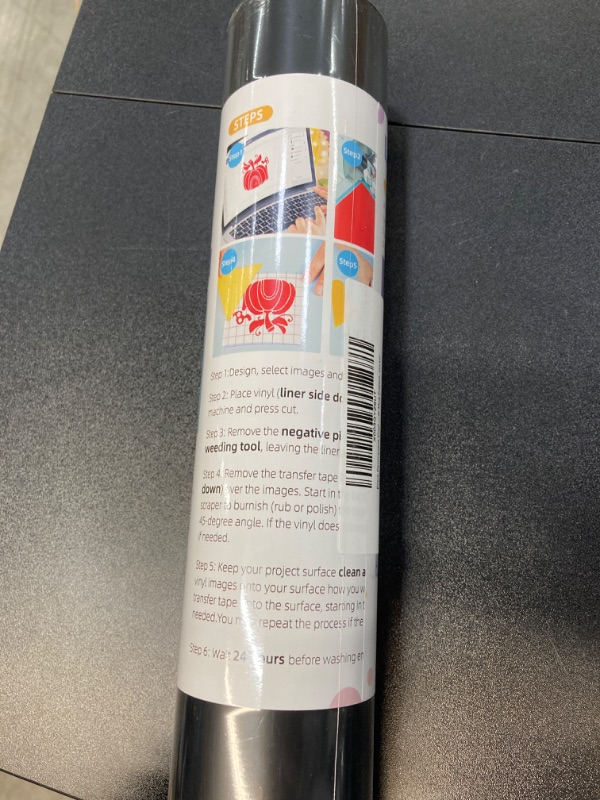 STEPS
Step1
Step2
Step4
Step5
Step 1:Design, select images and
Step 2: Place vinyl (liner side do
machine and press cut.
Step 3: Remove the negative pi
weeding tool, leaving the liner
Step 4: Remove the transfer tape
down) over the images. Start in t
scraper to burnish (rub or polish)
45-degree angle. If the vinyl does
if needed.
Step 5: Keep your project surface clean a
vinyl images onto your surface how you w
transfer tape onto the surface, starting in t
needed.You may repeat the process if the
Step 6: Wait 24 hours before washing en